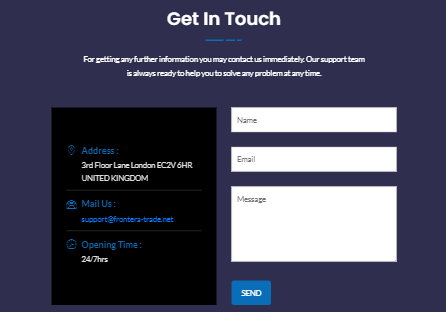 Get In Touch
For getting any further information you may contact us immediately. Our support team
is always ready to help you to solve any problem at any time.
Address :
3rd Floor Lane London EC2V 6HR
UNITED KINGDOM
Mail Us :
support@frontera-trade.net
Opening Time :
24/7hrs
Name
Email
Message
SEND